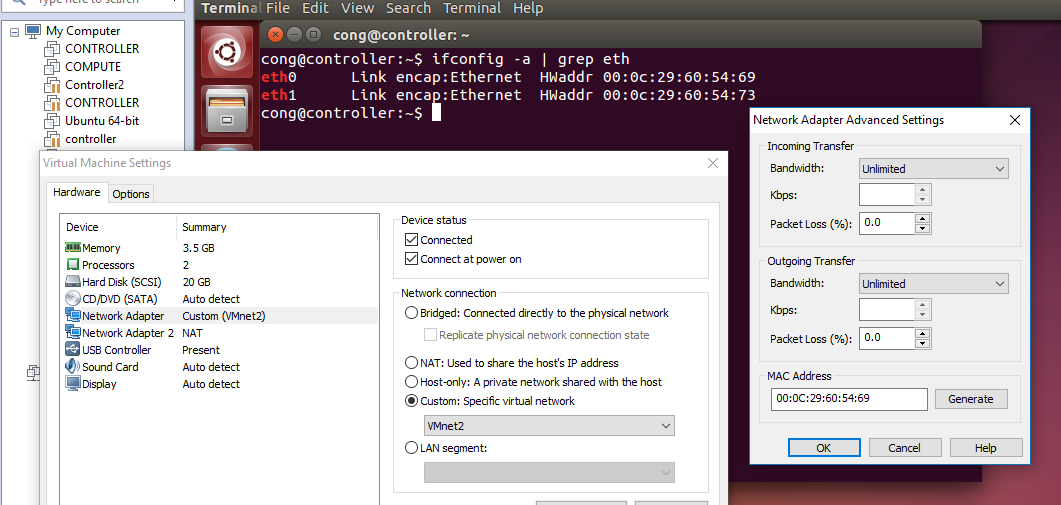 Type here to search
My Computer
CONTROLLER
COMPUTE
Controller2
CONTROLLER
Ubuntu 64-bit
controller
Terminal File Edit View Search Terminal Help
cong@controller: ~
cong@controller:~$ ifconfig -a | grep eth
eth0 Link encap:Ethernet HWaddr 00:0c:29:60:54:69
eth1 Link encap:Ethernet HWaddr 00:0c:29:60:54:73
cong@controller:~$
Virtual Machine Settings
Hardware Options
Device Summary
Memory 3.5 GB
Processors 2
Hard Disk (SCSI) 20 GB
CD/DVD (SATA) Auto detect
Network Adapter Custom (VMnet2)
Network Adapter 2 NAT
USB Controller Present
Sound Card Auto detect
Display Auto detect
Device status
Connected
Connect at power on
Network connection
Bridged: Connected directly to the physical network
Replicate physical network connection state
NAT: Used to share the host's IP address
Host-only: A private network shared with the host
Custom: Specific virtual network
VMnet2
LAN segment:
Network Adapter Advanced Settings
Incoming Transfer
Bandwidth: Unlimited
Kbps:
Packet Loss (%): 0.0
Outgoing Transfer
Bandwidth: Unlimited
Kbps:
Packet Loss (%): 0.0
MAC Address
00:0C:29:60:54:69 Generate
OK Cancel Help